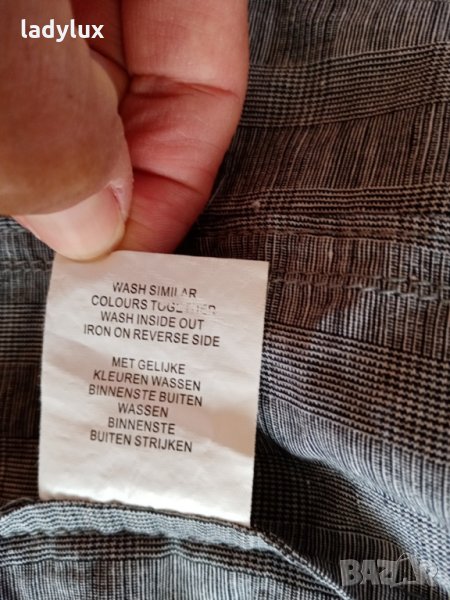 ladylux
WASH SIMILAR
COLOURS TOGETHER
WASH INSIDE OUT
IRON ON REVERSE SIDE
MET GELIJKE
KLEUREN WASSEN
BINNENSTE BUITEN
WASSEN
BINNENSTE
BUITEN STRIJKEN
BAZAR